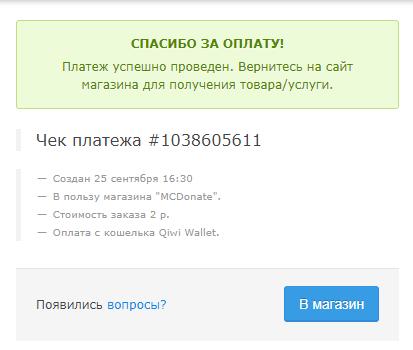 СПАСИБО ЗА ОПЛАТУ!
Платеж успешно проведен. Вернитесь на сайт
магазина для получения товара/услуги.
Чек платежа #1038605611
— Создан 25 сентября 16:30
— В пользу магазина "MCDonate".
— Стоимость заказа 2 р.
— Оплата с кошелька Qiwi Wallet.
Появились вопросы?
В магазин